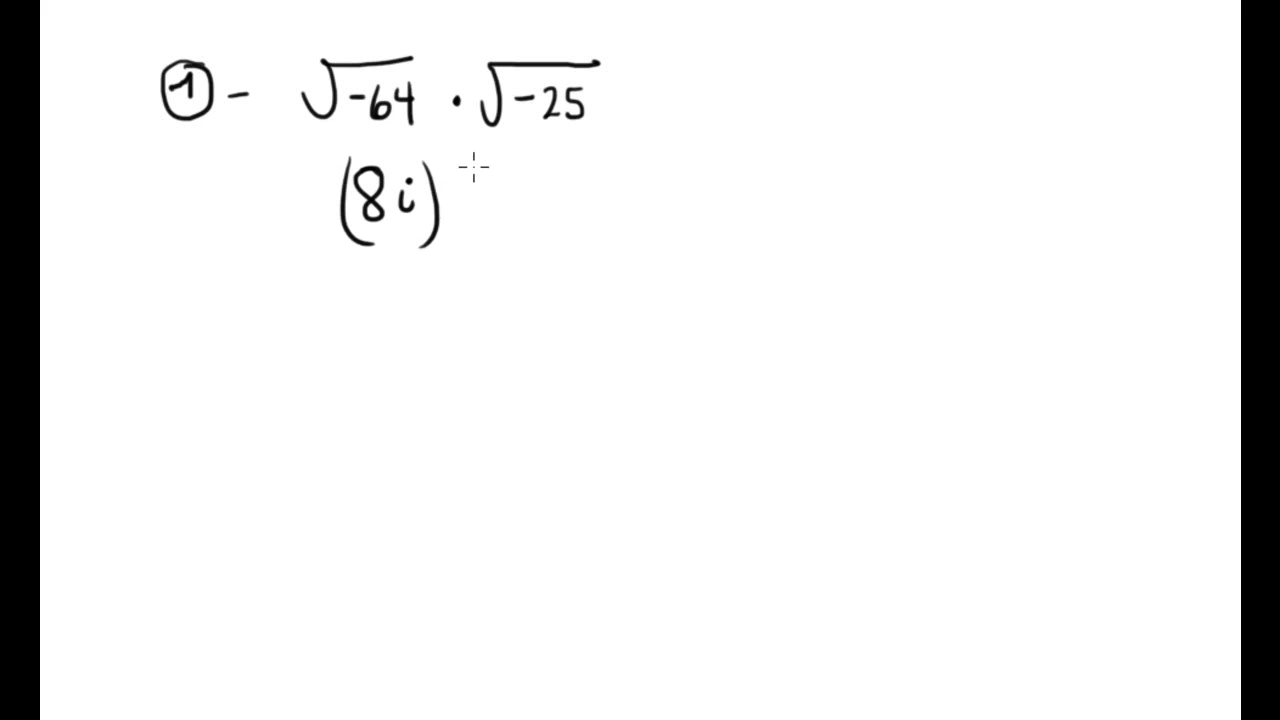 ① - √-64 · √-25
(8i)